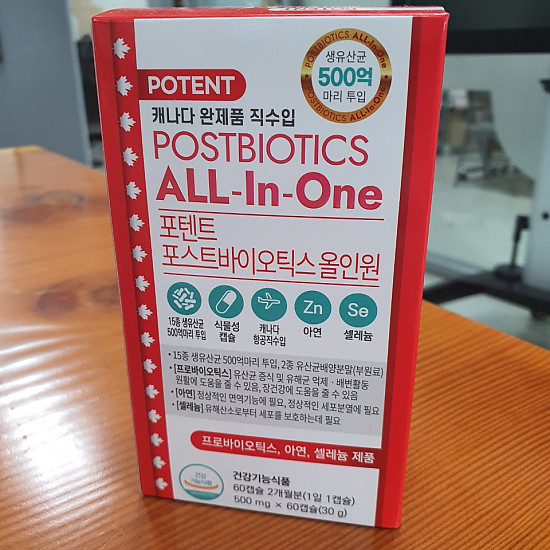 POSTBIOTICS ALL-In-One
생유산균
500억
마리 투입
POSTBIOTICS ALL-In-One
POTENT
캐나다 완제품 직수입
POSTBIOTICS
ALL-In-One
포텐트
포스트바이오틱스 올인원
Zn
Se
15종 생유산균
500억마리 투입
식물성
캡슐
캐나다
항공직수입
아연
셀레늄
• 15종 생유산균 500억마리 투입, 2종 유산균배양분말(부원료)
• [프로바이오틱스] 유산균 증식 및 유해균 억제·배변활동
원활에 도움을 줄 수 있음, 장건강에 도움을 줄 수 있음
• [아연] 정상적인 면역기능에 필요, 정상적인 세포분열에 필요
• [셀레늄] 유해산소로부터 세포를 보호하는데 필요
프로바이오틱스, 아연, 셀레늄 제품
건강
기능식품
건강기능식품
60캡슐 2개월분(1일 1캡슐)
500 mg × 60캡슐(30 g)